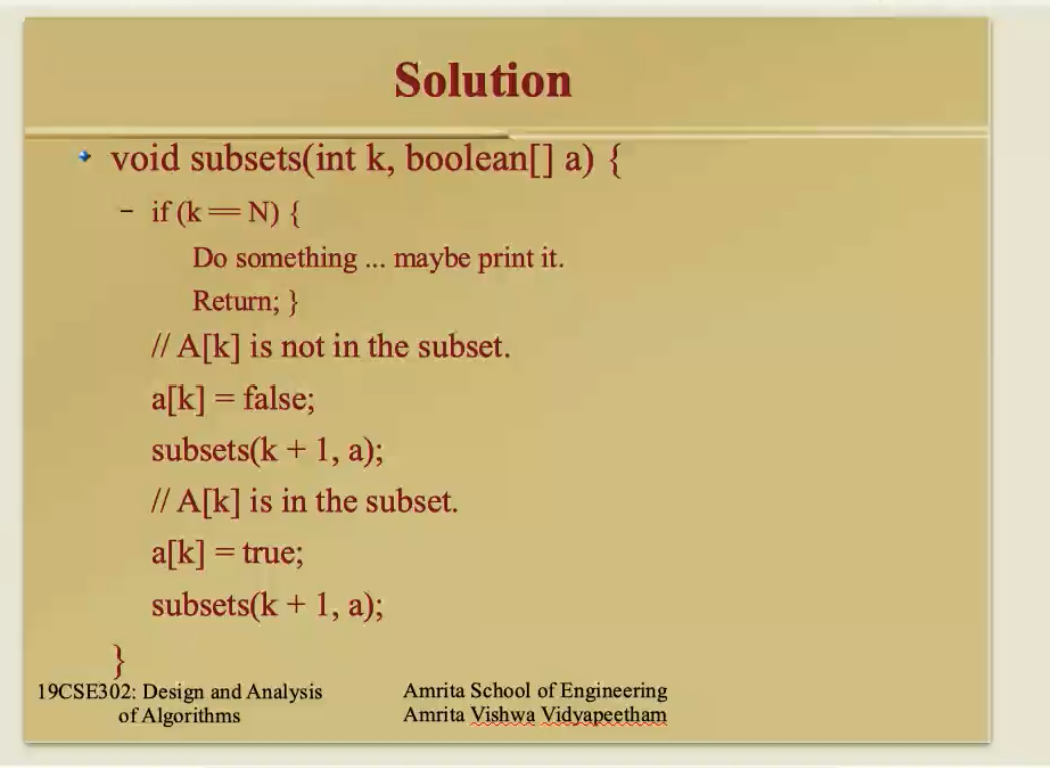 Solution
void subsets(int k, boolean[] a) {
– if (k == N) {
Do something ... maybe print it.
Return; }
// A[k] is not in the subset.
a[k] = false;
subsets(k + 1, a);
// A[k] is in the subset.
a[k] = true;
subsets(k + 1, a);
}
19CSE302: Design and Analysis
of Algorithms
Amrita School of Engineering
Amrita Vishwa Vidyapeetham